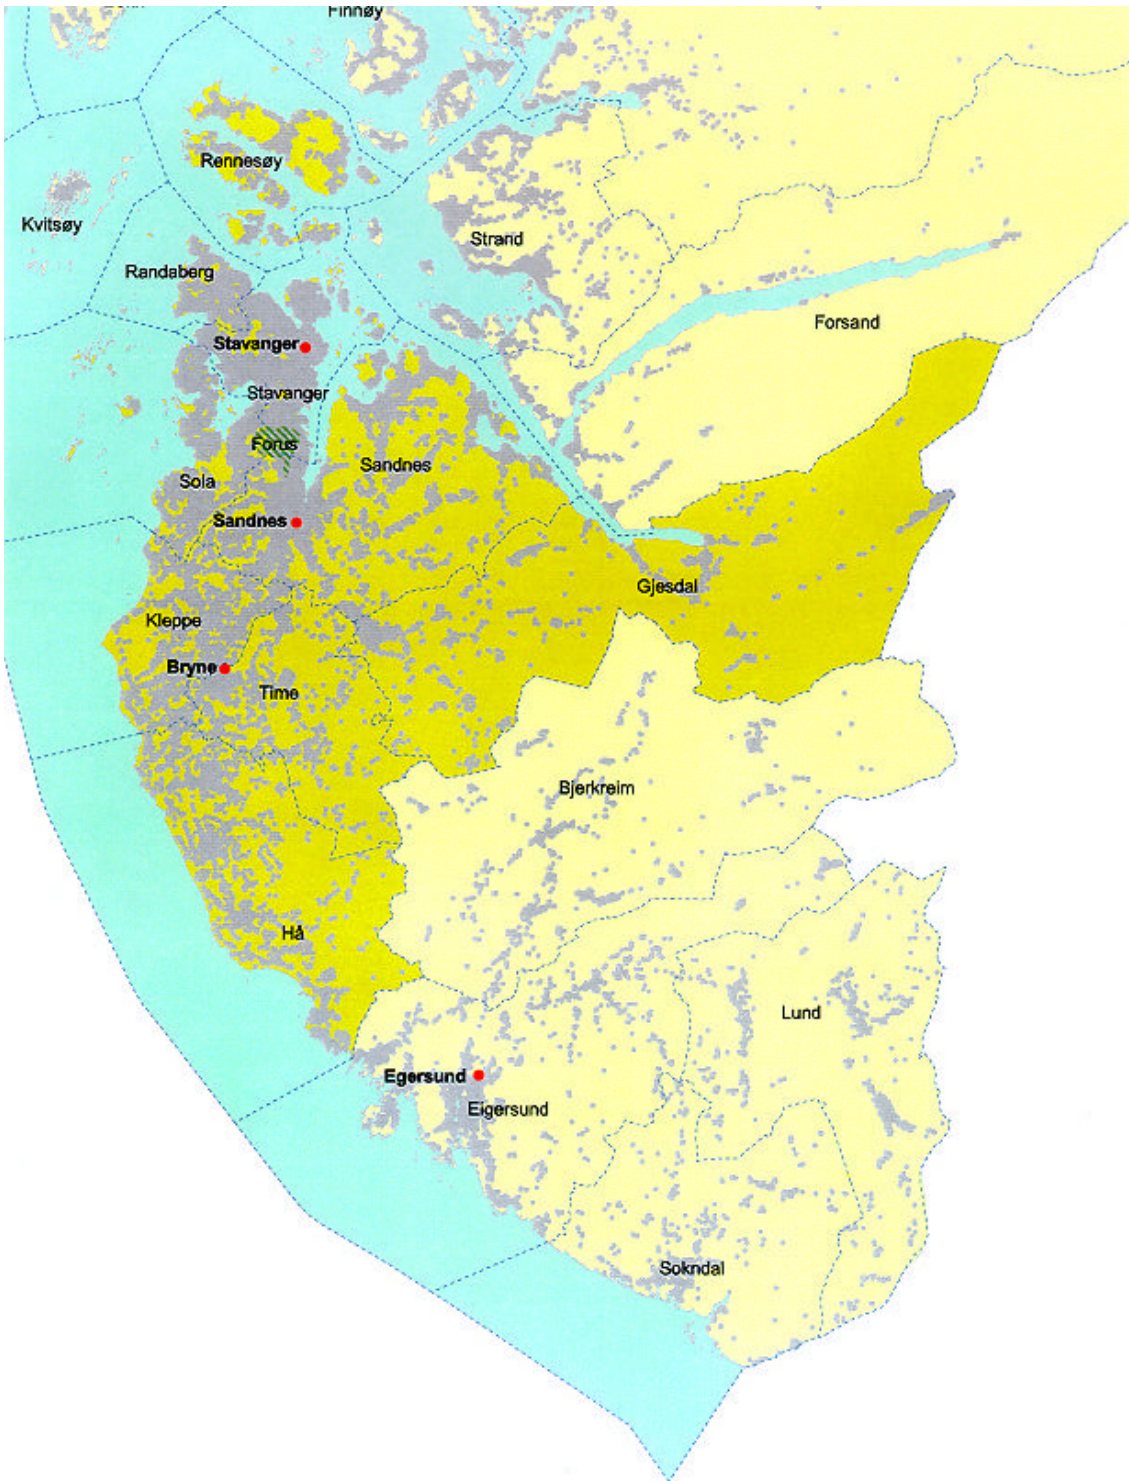 Finnøy
Rennesøy
Kvitsøy
Strand
Randaberg
Forsand
Stavanger
Stavanger
Forus
Sandnes
Sola
Sandnes
Gjesdal
Kleppe
Bryne
Time
Bjerkreim
Hå
Lund
Egersund
Eigersund
Sokndal